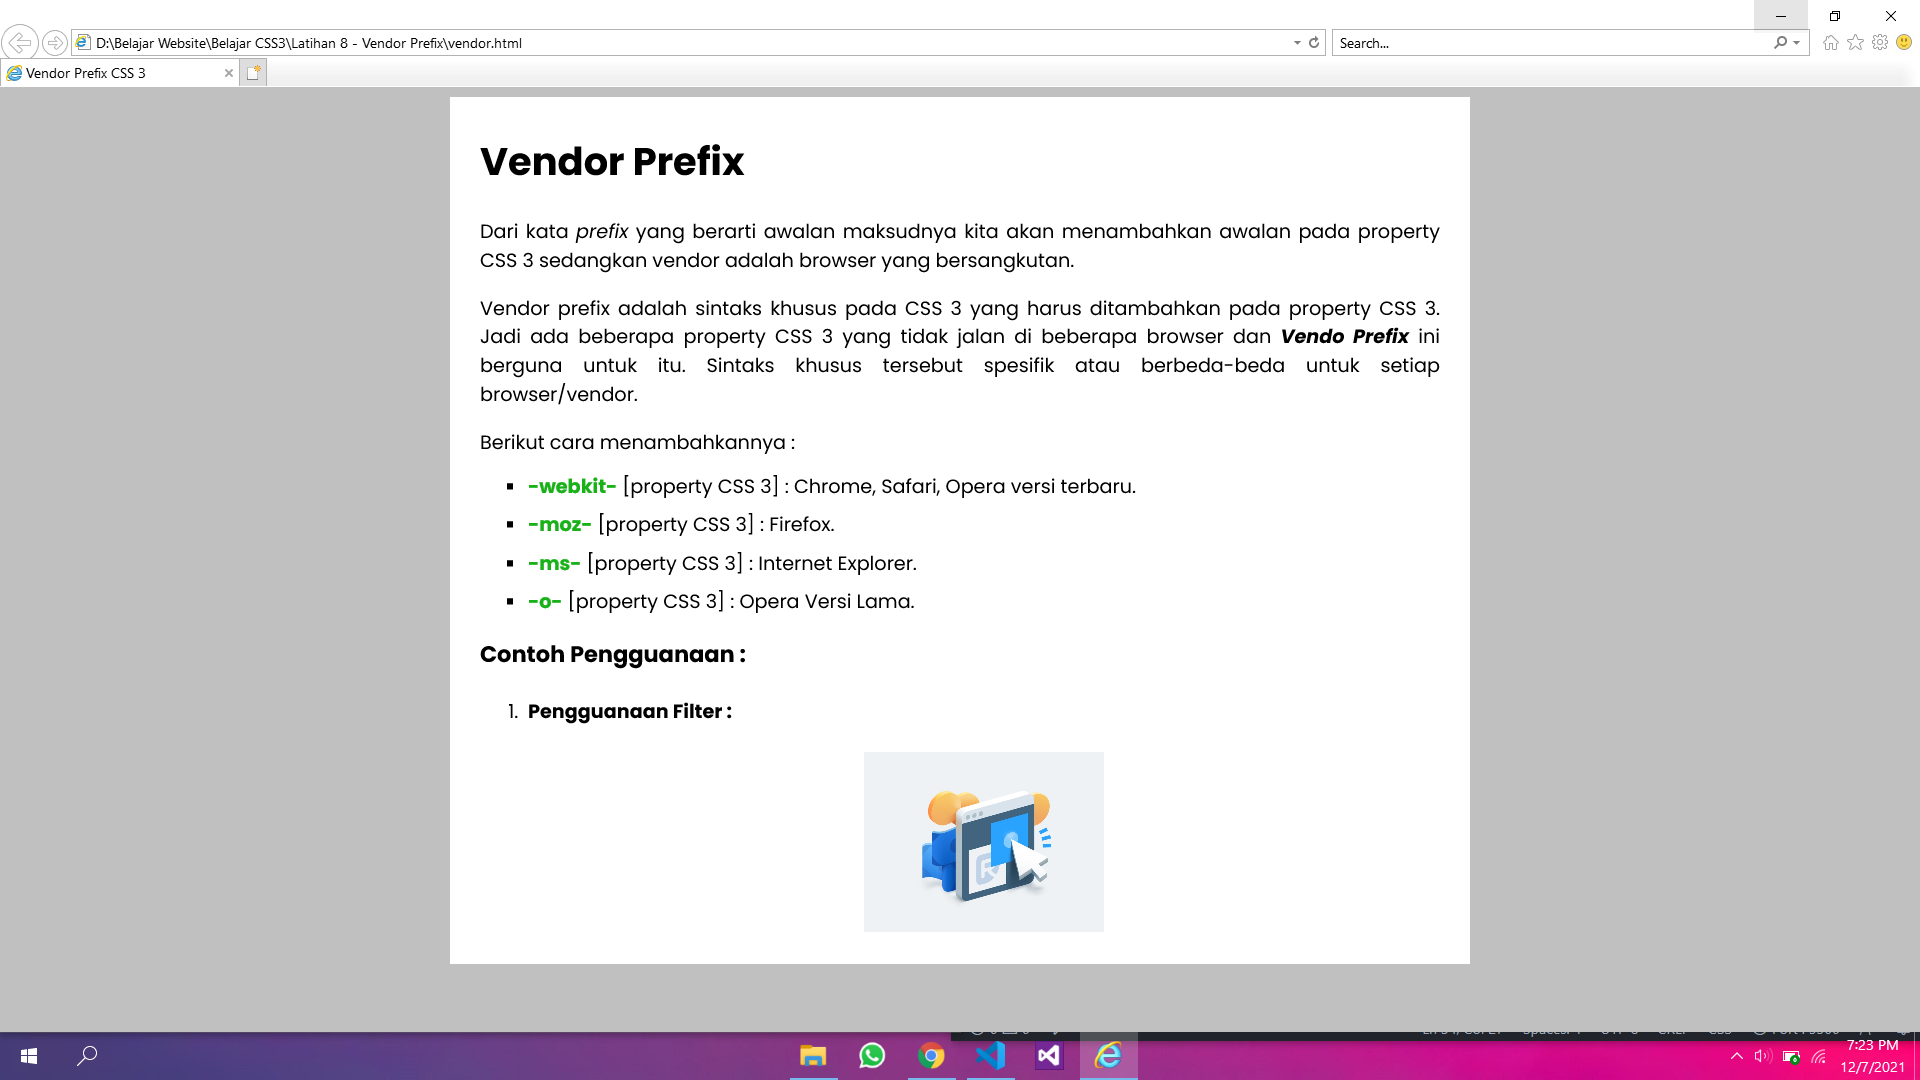 D:\Belajar Website\Belajar CSS3\Latihan 8 - Vendor Prefix\vendor.html
Search...
Vendor Prefix CSS 3
Vendor Prefix
Dari kata prefix yang berarti awalan maksudnya kita akan menambahkan awalan pada property
CSS 3 sedangkan vendor adalah browser yang bersangkutan.
Vendor prefix adalah sintaks khusus pada CSS 3 yang harus ditambahkan pada property CSS 3.
Jadi ada beberapa property CSS 3 yang tidak jalan di beberapa browser dan Vendo Prefix ini
berguna untuk itu. Sintaks khusus tersebut spesifik atau berbeda-beda untuk setiap
browser/vendor.
Berikut cara menambahkannya :
-webkit- [property CSS 3] : Chrome, Safari, Opera versi terbaru.
-moz- [property CSS 3] : Firefox.
-ms- [property CSS 3] : Internet Explorer.
-o- [property CSS 3] : Opera Versi Lama.
Contoh Pengguanaan :
1. Pengguanaan Filter :
7:23 PM
12/7/2021